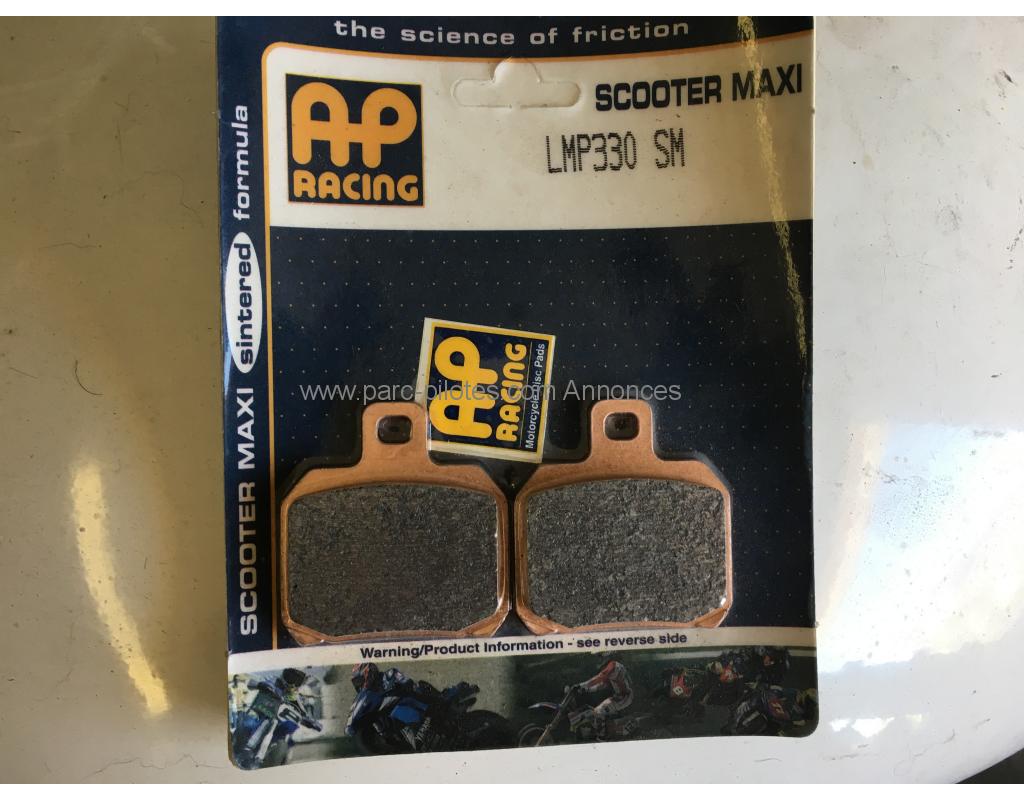 the science of friction
AP
RACING
SCOOTER MAXI
LMP330 SM
SCOOTER MAXI sintered formula
AP
RACING
Motorcycle Disc Pads
www.parc-pilotes.com Annonces
Warning/Product Information - see reverse side